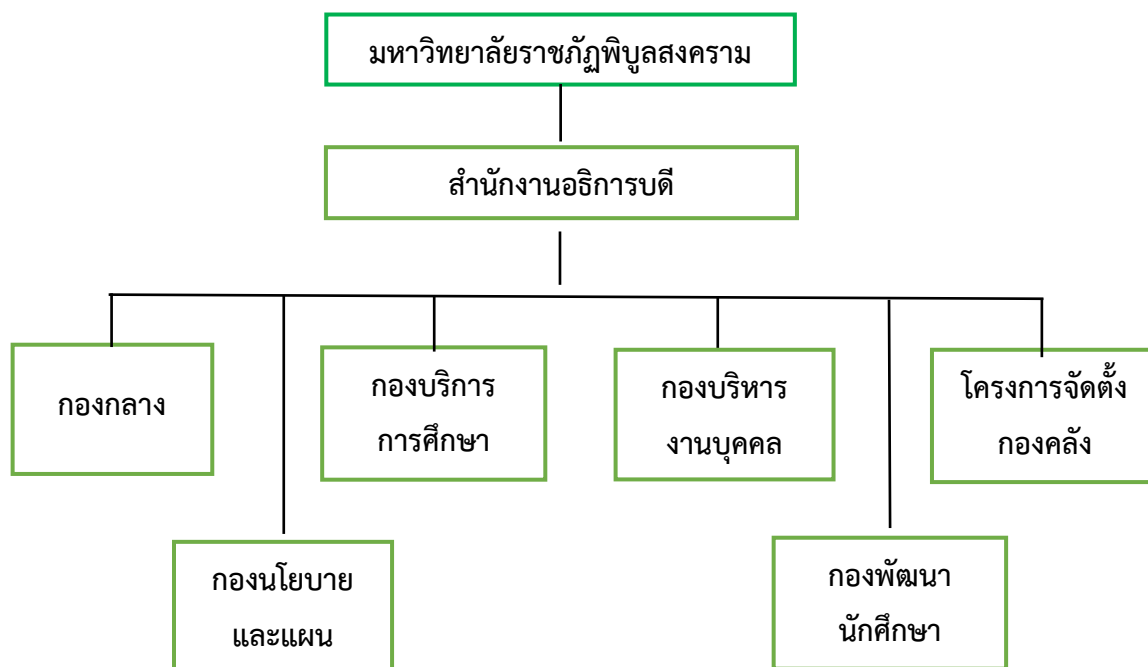 มหาวิทยาลัยราชภัฏพิบูลสงคราม
สำนักงานอธิการบดี
กองกลาง
กองบริการ
การศึกษา
กองบริหาร
งานบุคคล
โครงการจัดตั้ง
กองคลัง
กองนโยบาย
และแผน
กองพัฒนา
นักศึกษา